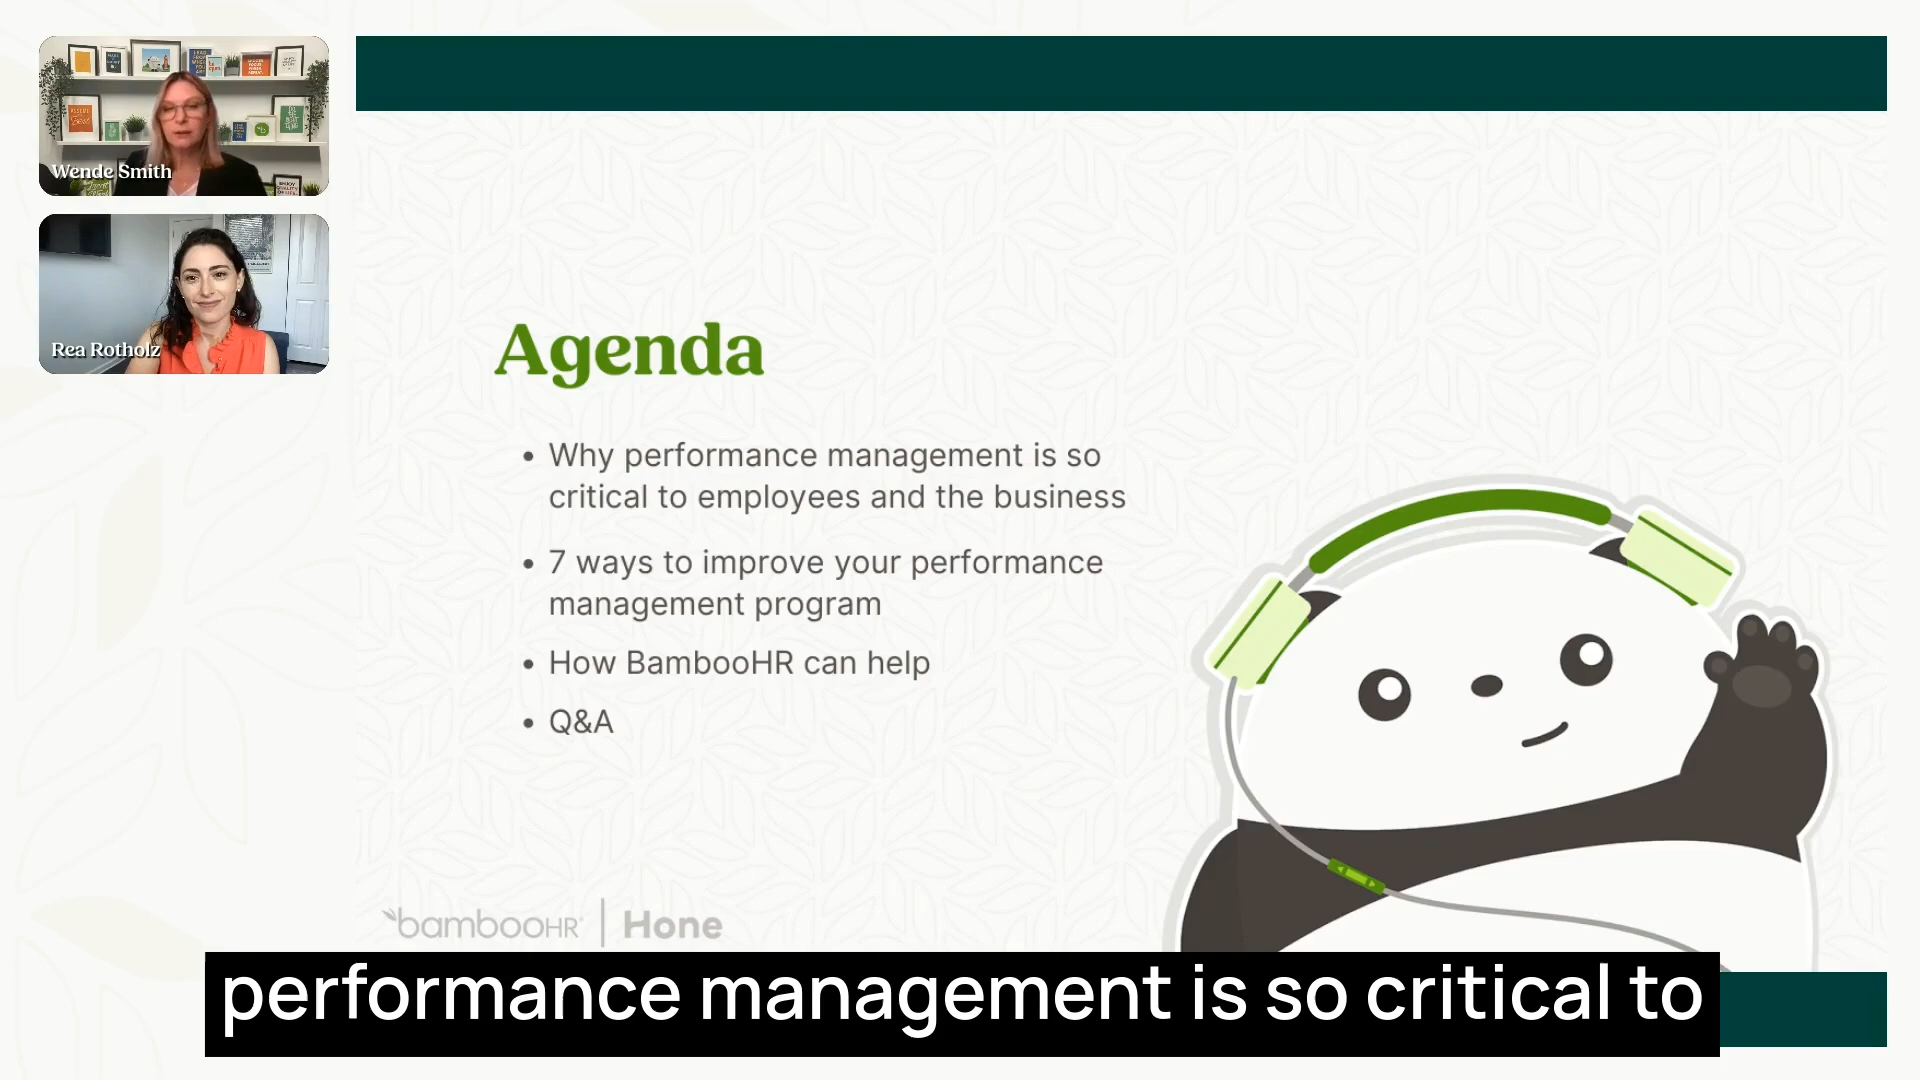 Wende Smith
Rea Rotholz
Agenda
• Why performance management is so
critical to employees and the business
• 7 ways to improve your performance
management program
• How BambooHR can help
• Q&A
bambooHR | Hone
performance management is so critical to